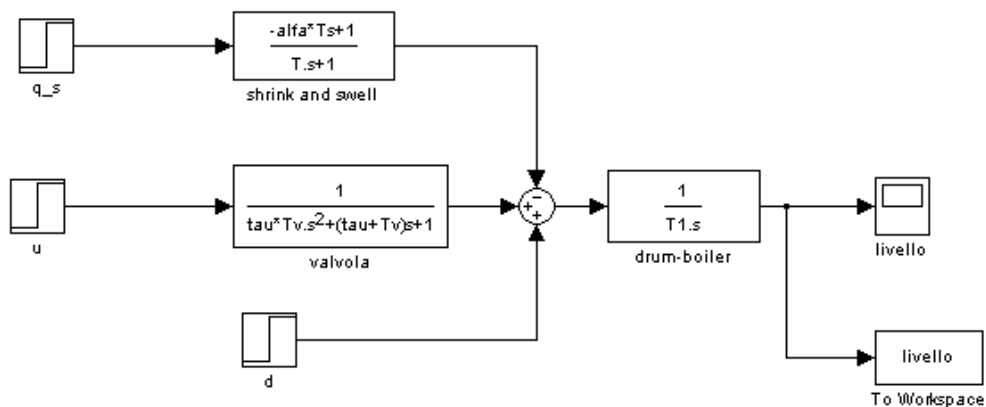 -alfa*Ts+1
T.s+1
q_s
shrink and swell
1
tau*Tv.s2+(tau+Tv)s+1
u
valvola
−
+
+
1
T1.s
drum-boiler
livello
d
livello
To Workspace